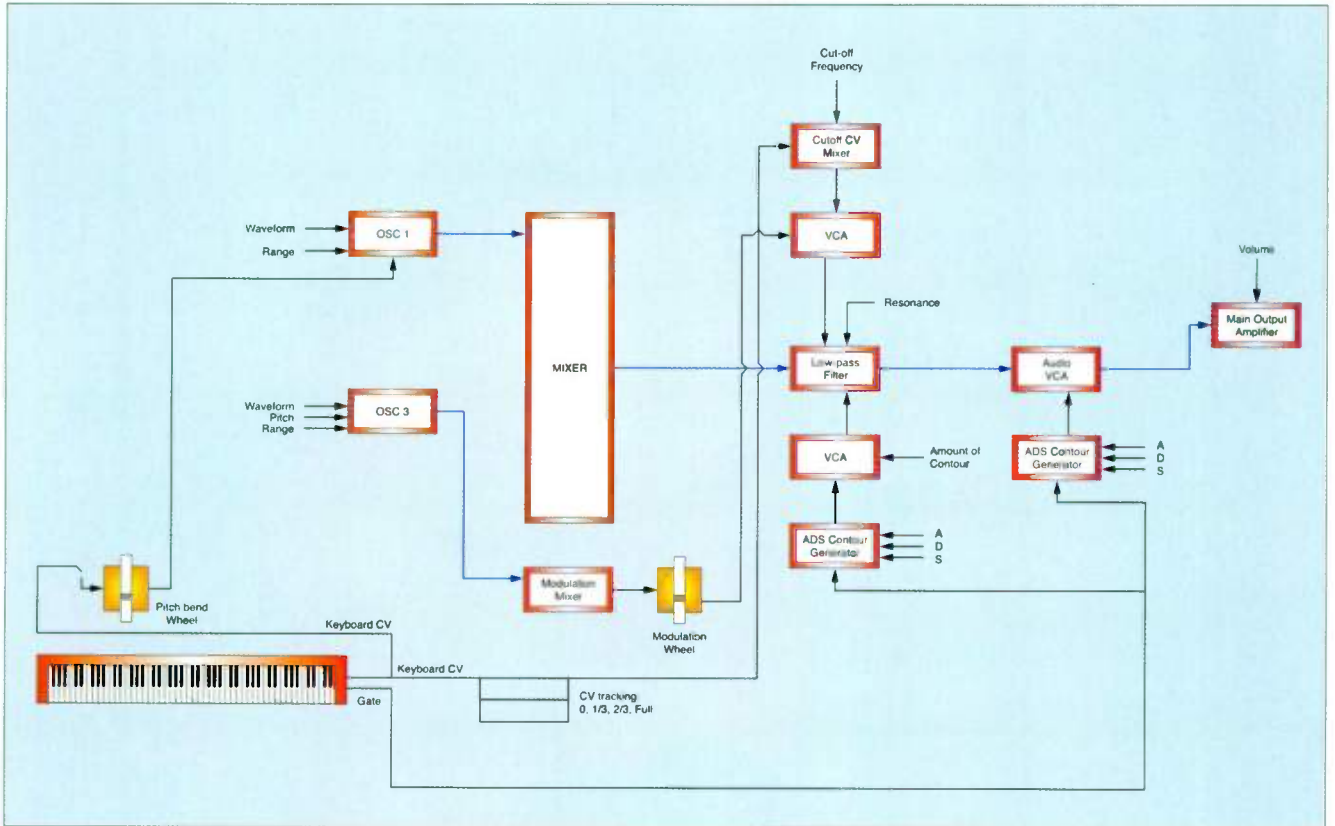 Cut-off
Frequency
Cutoff CV
Mixer
Waveform
OSC 1
Range
VCA
Volume
Resonance
Main Output
Amplifier
MIXER
Low-pass
Filter
Audio
VCA
Waveform
Pitch
Range
OSC 3
VCA
Amount of
Contour
ADS Contour
Generator
A
D
S
ADS Contour
Generator
A
D
S
Modulation
Mixer
Pitch bend
Wheel
Modulation
Wheel
Keyboard CV
Keyboard CV
Gate
CV tracking
0, 1/3, 2/3, Full